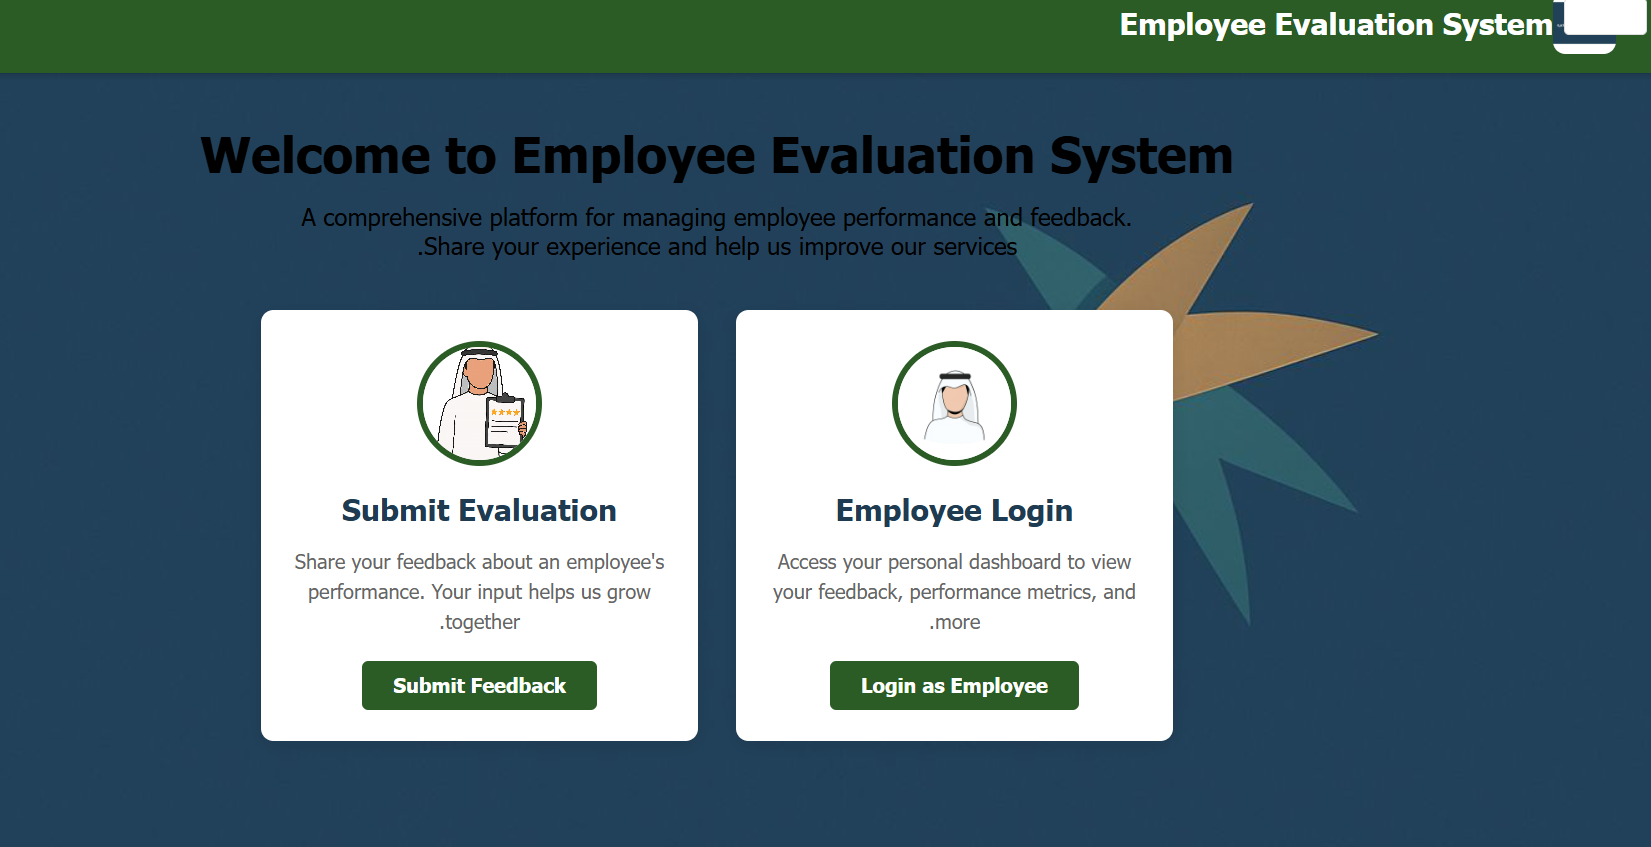 Employee Evaluation System
Welcome to Employee Evaluation System
A comprehensive platform for managing employee performance and feedback.
.Share your experience and help us improve our services
Submit Evaluation
Share your feedback about an employee's
performance. Your input helps us grow
.together
Submit Feedback
Employee Login
Access your personal dashboard to view
your feedback, performance metrics, and
.more
Login as Employee